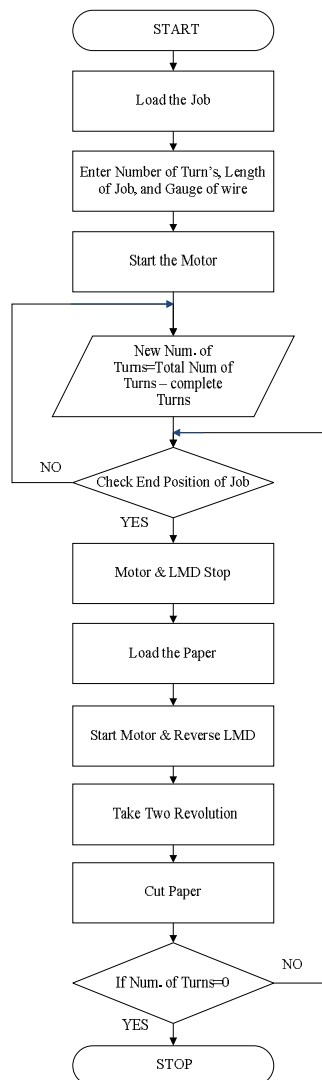 START
Load the Job
Enter Number of Turn's, Length
of Job, and Gauge of wire
Start the Motor
New Num. of
Turns=Total Num of
Turns – complete
Turns
NO
Check End Position of Job
YES
Motor & LMD Stop
Load the Paper
Start Motor & Reverse LMD
Take Two Revolution
Cut Paper
If Num. of Turns=0
NO
YES
STOP